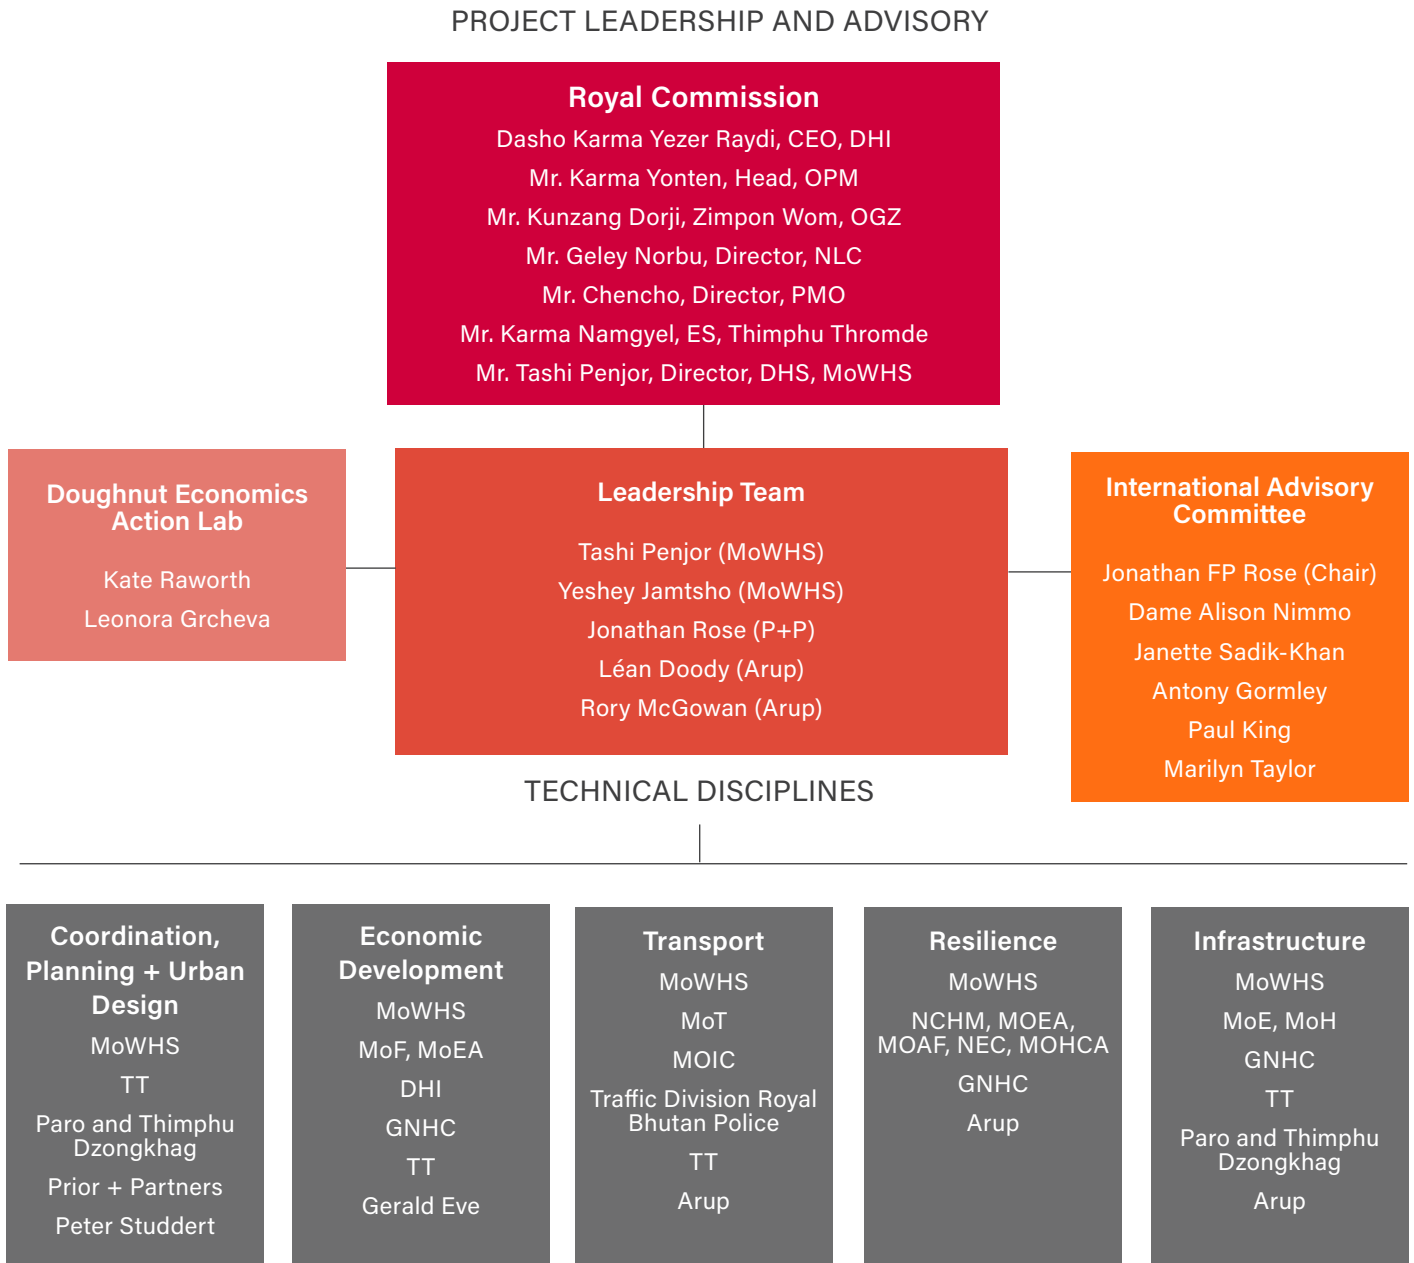 PROJECT LEADERSHIP AND ADVISORY
Royal Commission
Dasho Karma Yezer Raydi, CEO, DHI
Mr. Karma Yonten, Head, OPM
Mr. Kunzang Dorji, Zimpon Wom, OGZ
Mr. Geley Norbu, Director, NLC
Mr. Chencho, Director, PMO
Mr. Karma Namgyel, ES, Thimphu Thromde
Mr. Tashi Penjor, Director, DHS, MoWHS
Doughnut Economics
Action Lab
Kate Raworth
Leonora Grcheva
Leadership Team
Tashi Penjor (MoWHS)
Yeshey Jamtsho (MoWHS)
Jonathan Rose (P+P)
Léan Doody (Arup)
Rory McGowan (Arup)
International Advisory
Committee
Jonathan FP Rose (Chair)
Dame Alison Nimmo
Janette Sadik-Khan
Antony Gormley
Paul King
Marilyn Taylor
TECHNICAL DISCIPLINES
Coordination,
Planning + Urban
Design
MoWHS
TT
Paro and Thimphu
Dzongkhag
Prior + Partners
Peter Studdert
Economic
Development
MoWHS
MoF, MoEA
DHI
GNHC
TT
Gerald Eve
Transport
MoWHS
MoT
MOIC
Traffic Division Royal
Bhutan Police
TT
Arup
Resilience
MoWHS
NCHM, MOEA,
MOAF, NEC, MOHCA
GNHC
Arup
Infrastructure
MoWHS
MoE, MoH
GNHC
TT
Paro and Thimphu
Dzongkhag
Arup